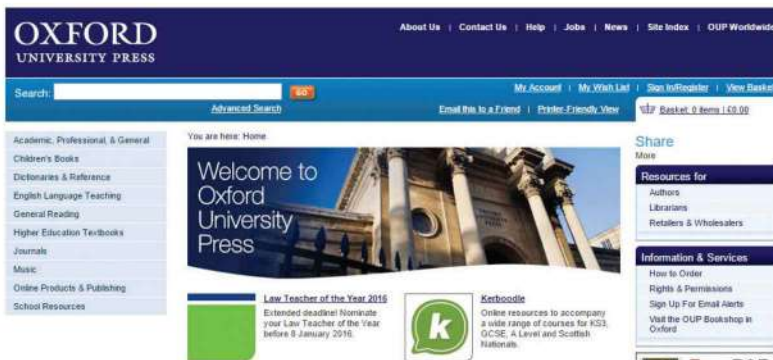 OXFORD
UNIVERSITY PRESS
About Us | Contact Us | Help | Jobs | News | Site Index | OUP Worldwide
Search:
GO
Advanced Search
My Account | My Wish List | Sign In/Register | View Basket
Email this to a Friend | Printer-Friendly View
Basket: 0 items | £0.00
Academic, Professional, & General
Children's Books
Dictionaries & Reference
English Language Teaching
General Reading
Higher Education Textbooks
Journals
Music
Online Products & Publishing
School Resources
You are here: Home
Welcome to
Oxford
University
Press
Law Teacher of the Year 2016
Extended deadline! Nominate
your Law Teacher of the Year
before 8 January 2016.
k
Kerboodle
Online resources to accompany
a wide range of courses for KS3,
GCSE, A Level and Scottish
Nationals.
Share
More
Resources for
Authors
Librarians
Retailers & Wholesalers
Information & Services
How to Order
Rights & Permissions
Sign Up For Email Alerts
Visit the OUP Bookshop in
Oxford